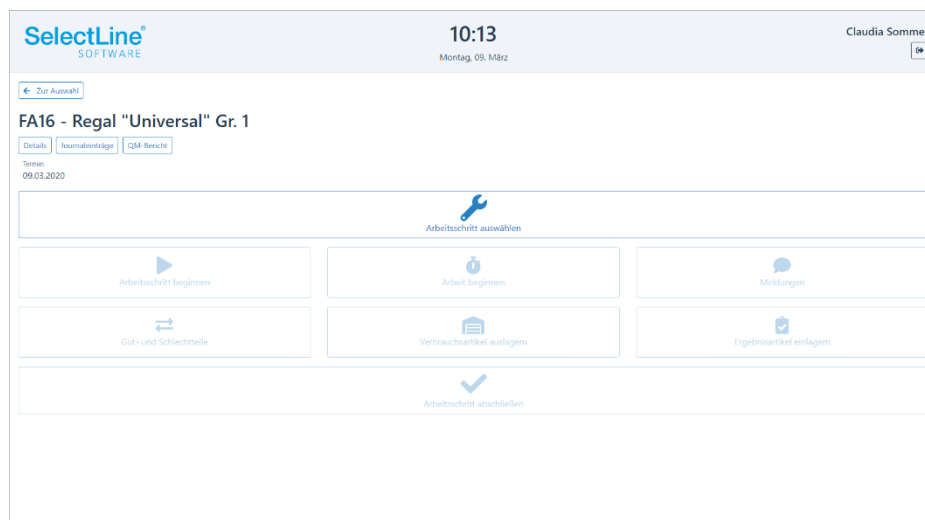 SelectLine®
SOFTWARE
10:13
Montag, 09. März
Claudia Somme
← Zur Auswahl
FA16 - Regal "Universal" Gr. 1
Details
Journaleinträge
QM-Bericht
Termin
09.03.2020
Arbeitsschritt auswählen
Arbeitsschritt beginnen
Arbeit beginnen
Meldungen
Gut- und Schlechtteile
Verbrauchsartikel auslagern
Ergebnisartikel einlagern
Arbeitsschritt abschließen